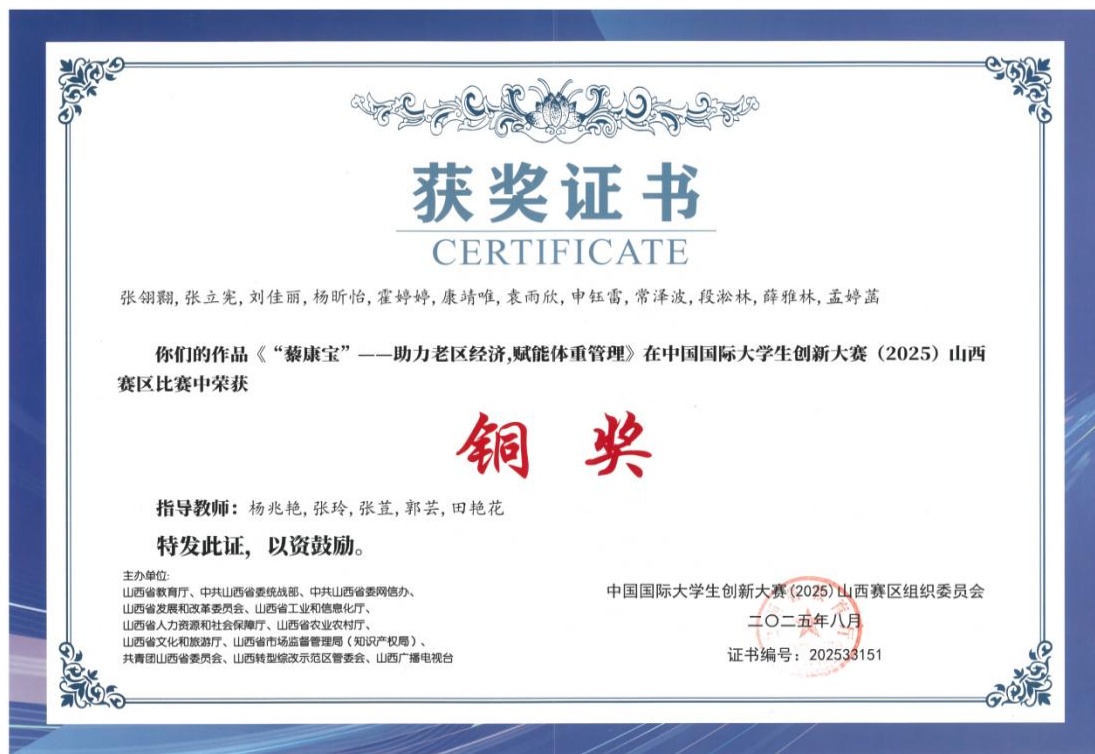 获奖证书
CERTIFICATE
张翎翾,张立宪,刘佳丽,杨昕怡,霍婷婷,康靖唯,袁雨欣,申钰雷,常泽波,段淞林,薛雅林,孟婷菡
你们的作品《“藜康宝”——助力老区经济,赋能体重管理》在中国国际大学生创新大赛（2025）山西
赛区比赛中荣获
铜 奖
指导教师：杨兆艳,张玲,张荁,郭芸,田艳花
特发此证，以资鼓励。
主办单位:
山西省教育厅、中共山西省委统战部、中共山西省委网信办、
山西省发展和改革委员会、山西省工业和信息化厅、
山西省人力资源和社会保障厅、山西省农业农村厅、
山西省文化和旅游厅、山西省市场监督管理局（知识产权局）、
共青团山西省委员会、山西转型综改示范区管委会、山西广播电视台
中国国际大学生创新大赛(2025)山西赛区组织委员会
二〇二五年八月
证书编号：202533151